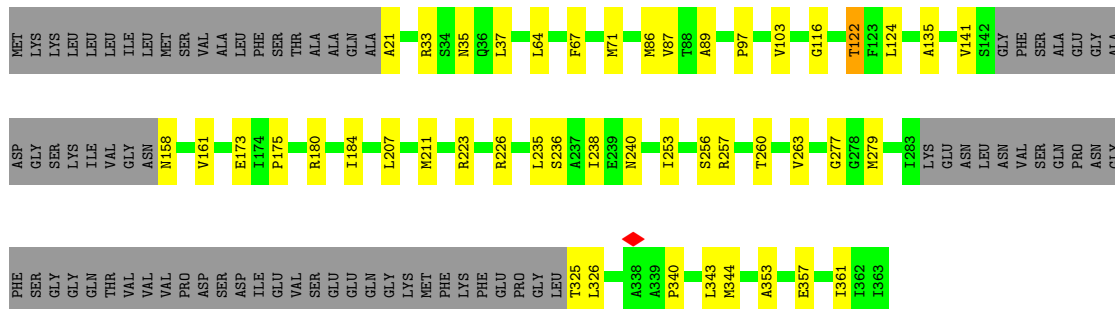 MET LYS LYS LEU LEU LEU ILE LEU MET SER VAL ALA LEU PHE SER THR ALA ALA GLN ALA A21 R33 S34 N35 Q36 L37 L64 F67 M71 M86 V87 T88 A89 P97 V103 G116 T122 F123 L124 A135 V141 S142 GLY PHE SER ALA GLU GLY ALA
ASP GLY SER LYS ILE VAL GLY ASN N158 V161 E173 I174 P175 R180 I184 L207 M211 R223 R226 L235 S236 A237 I238 E239 N240 I253 S256 R257 T260 V263 G277 G278 M279 I283 LYS GLU ASN LEU ASN VAL SER GLN PRO ASN GLY
PHE SER GLY GLY GLN THR VAL VAL VAL PRO ASP SER ASP ILE GLU VAL SER GLU GLU GLN GLY LYS MET PHE LYS PHE GLU PRO GLY LEU T325 L326 A338 A339 P340 L343 M344 A353 E357 I361 I362 I363